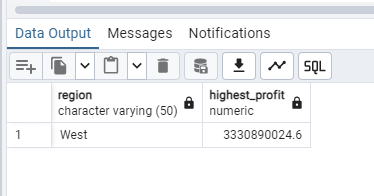 Data Output Messages Notifications
SQL
region highest_profit
character varying (50) numeric
1 West 3330890024.6